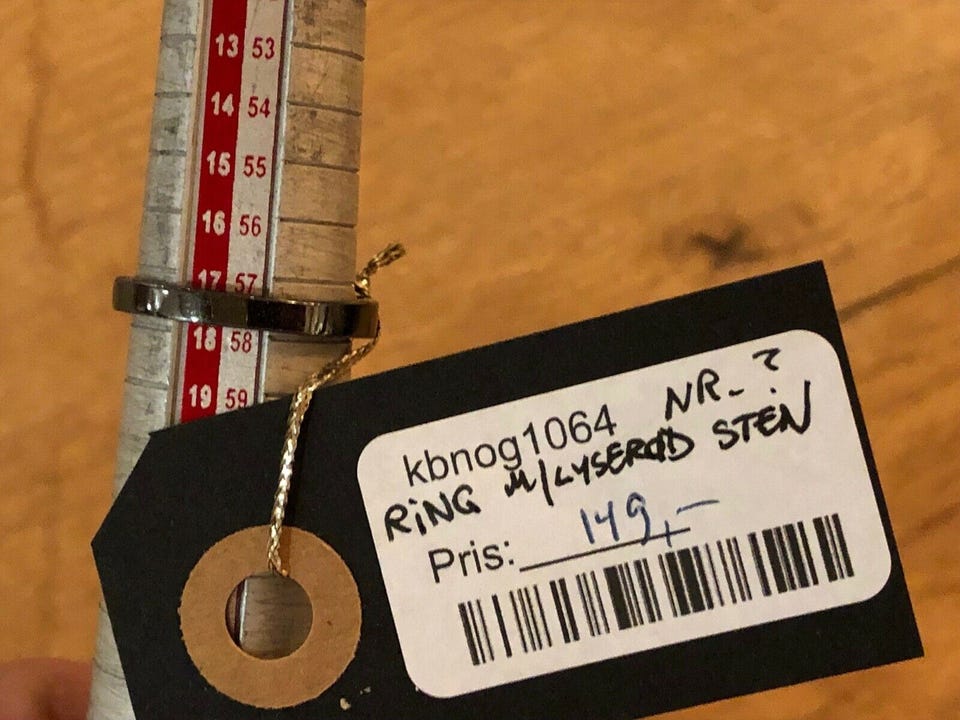 13 53
14 54
15 55
16 56
17 57
18 58
19 59
kbnog1064 NR-?
RING M/LYSERØD STEN
Pris: 149,-